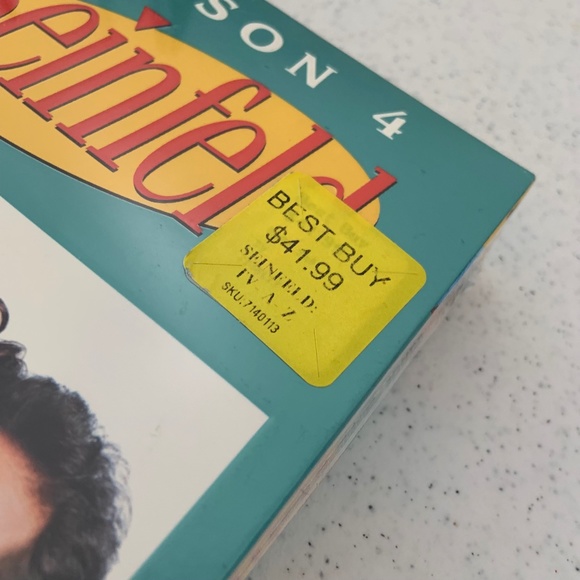 SON 4
Seinfeld
BEST BUY
$41.99
SEINFELD:
TV A-Z
SKU:7140113